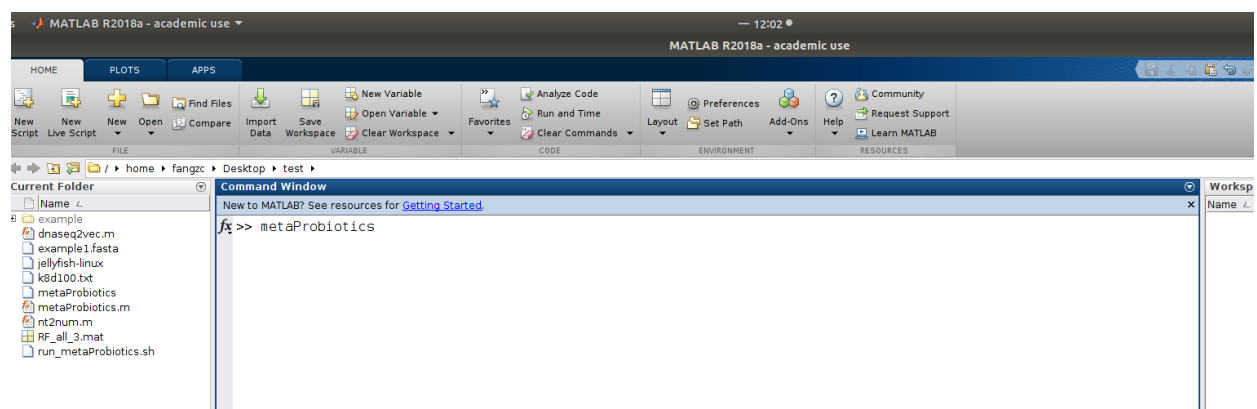 s MATLAB R2018a - academic use
— 12:02
MATLAB R2018a - academic use
HOME PLOTS APPS
New Script
New Live Script
New
Open
Find Files
Compare
FILE
Import Data
Save Workspace
New Variable
Open Variable
Clear Workspace
VARIABLE
Favorites
Analyze Code
Run and Time
Clear Commands
CODE
Layout
Preferences
Set Path
Add-Ons
ENVIRONMENT
Help
Community
Request Support
Learn MATLAB
RESOURCES
/ home fangzc Desktop test
Current Folder
Name
example
dnaseq2vec.m
example1.fasta
jellyfish-linux
k8d100.txt
metaProbiotics
metaProbiotics.m
nt2num.m
RF_all_3.mat
run_metaProbiotics.sh
Command Window
New to MATLAB? See resources for Getting Started.
fx >> metaProbiotics
Worksp
Name